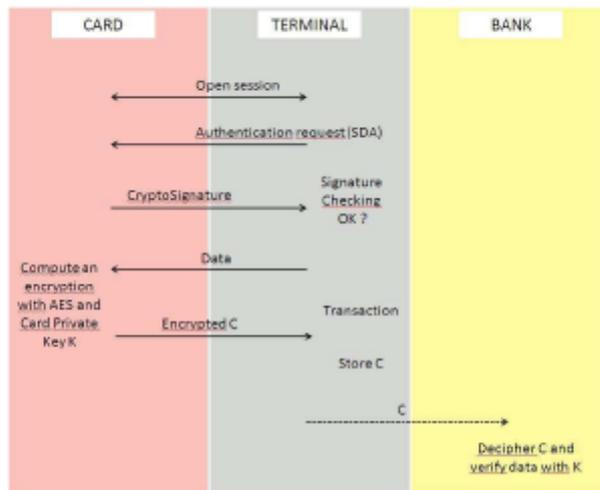 CARD
TERMINAL
BANK
Open session
Authentication request (SDA)
CryptoSignature
Signature
Checking
OK ?
Data
Compute an
encryption
with AES and
Card Private
Key K
Transaction
Encrypted C
Store C
C
Decipher C and
verify data with K